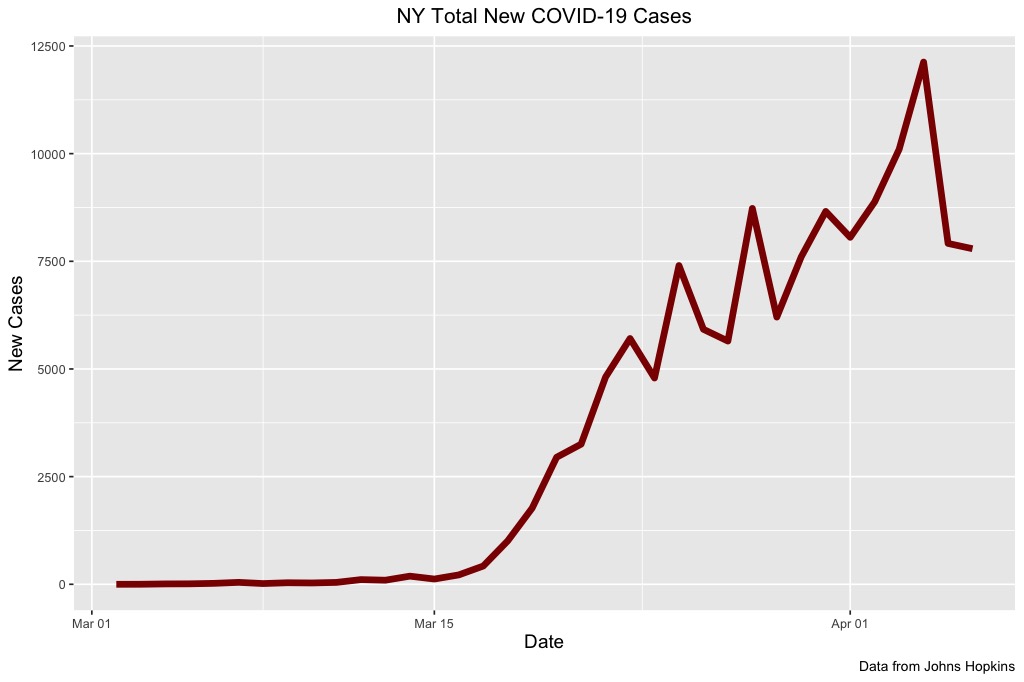 NY Total New COVID-19 Cases
12500
10000
7500
5000
2500
0
New Cases
Mar 01 Mar 15 Apr 01
Date
Data from Johns Hopkins